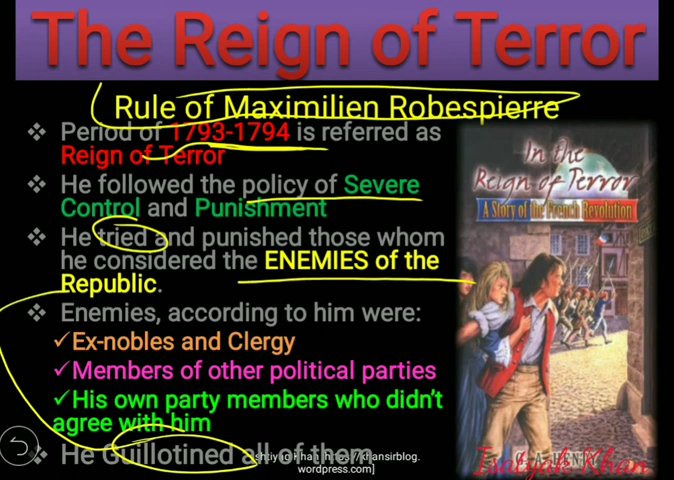 The Reign of Terror
Rule of Maximilien Robespierre
❖ Period of 1793-1794 is referred as
Reign of Terror
❖ He followed the policy of Severe
Control and Punishment
❖ He tried and punished those whom
he considered the ENEMIES of the
Republic.
❖ Enemies, according to him were:
✓Ex-nobles and Clergy
✓Members of other political parties
✓His own party members who didn't
agree with him
❖ He Guillotined all of them.
khansirblog.
wordpress.com]
In the
Reign of Terror
A Story of the French Revolution
Khan